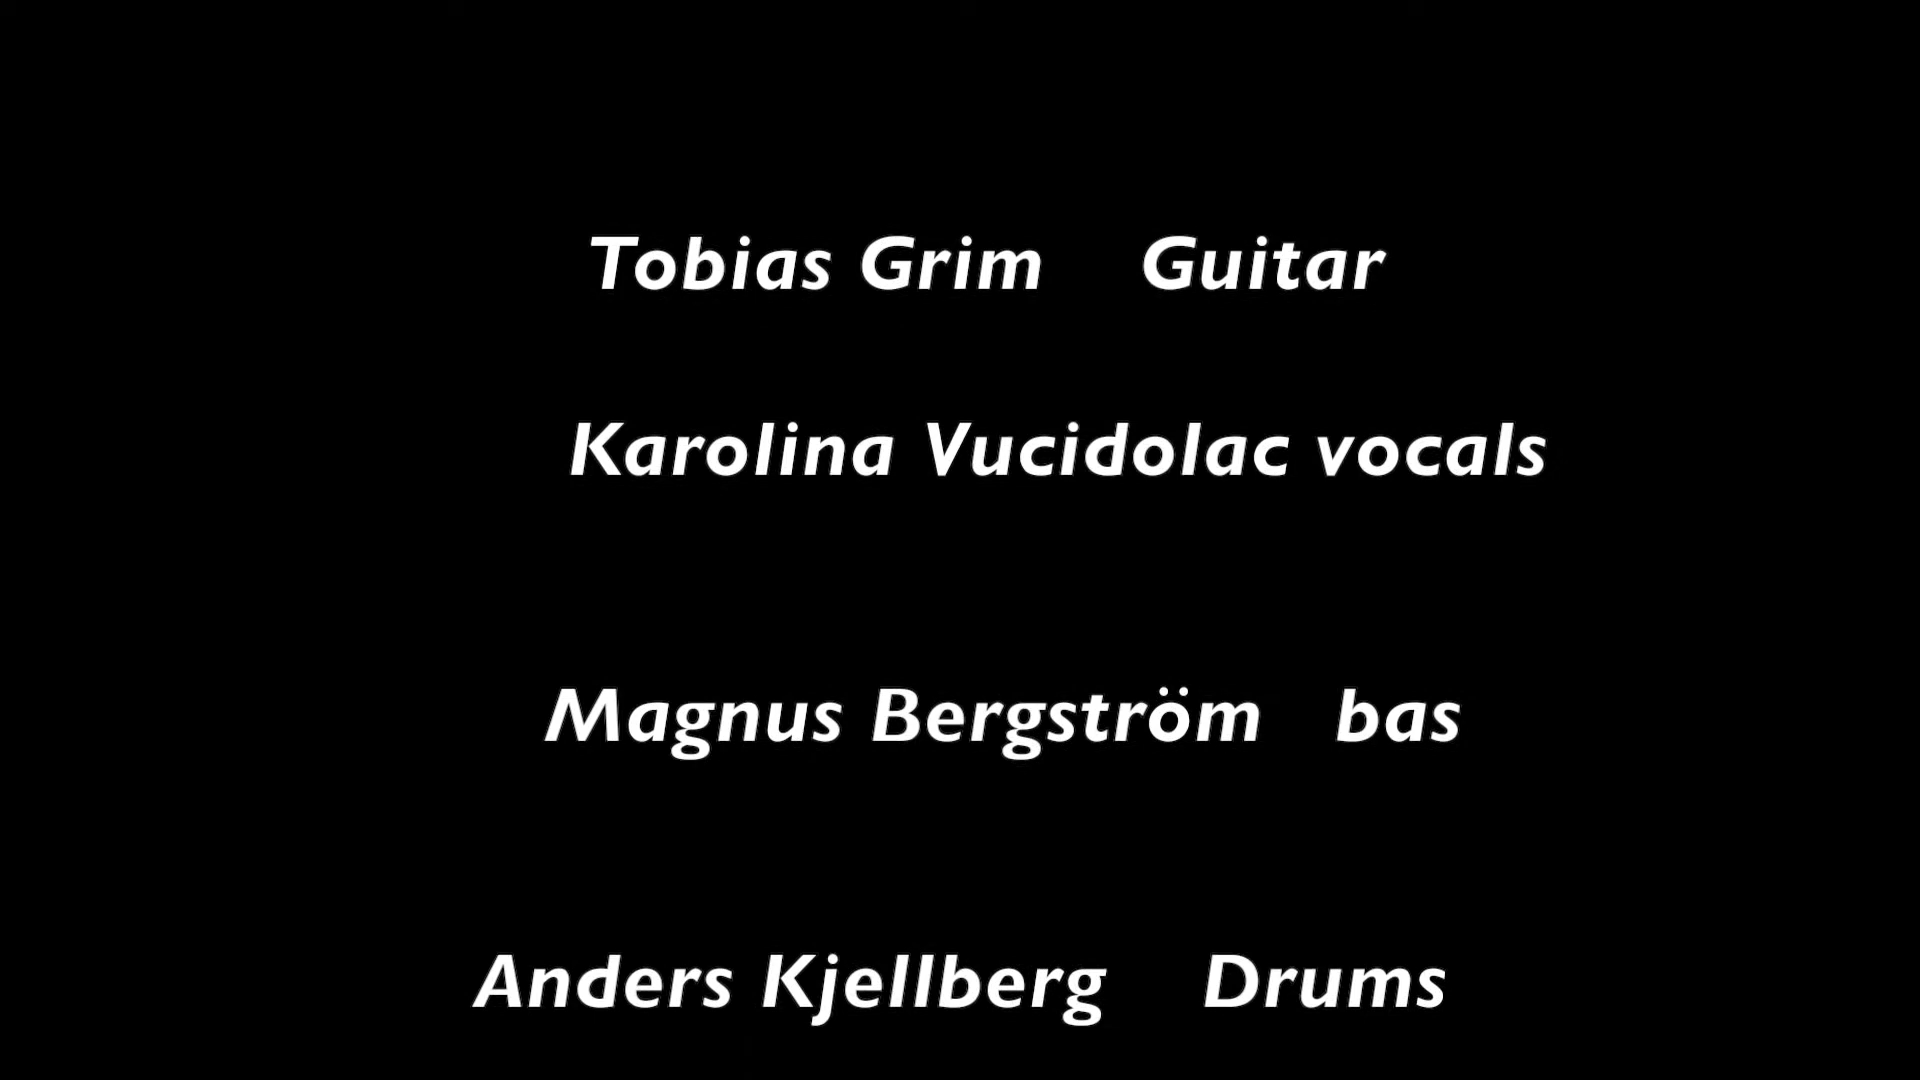 Tobias Grim Guitar
Karolina Vucidolac vocals
Magnus Bergström bas
Anders Kjellberg Drums